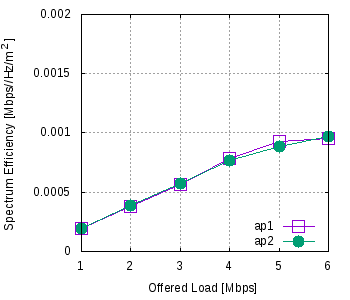 0.002
0.0015
0.001
0.0005
0
Spectrum Efficiency [Mbps//Hz/m²]
ap1
ap2
1 2 3 4 5 6
Offered Load [Mbps]